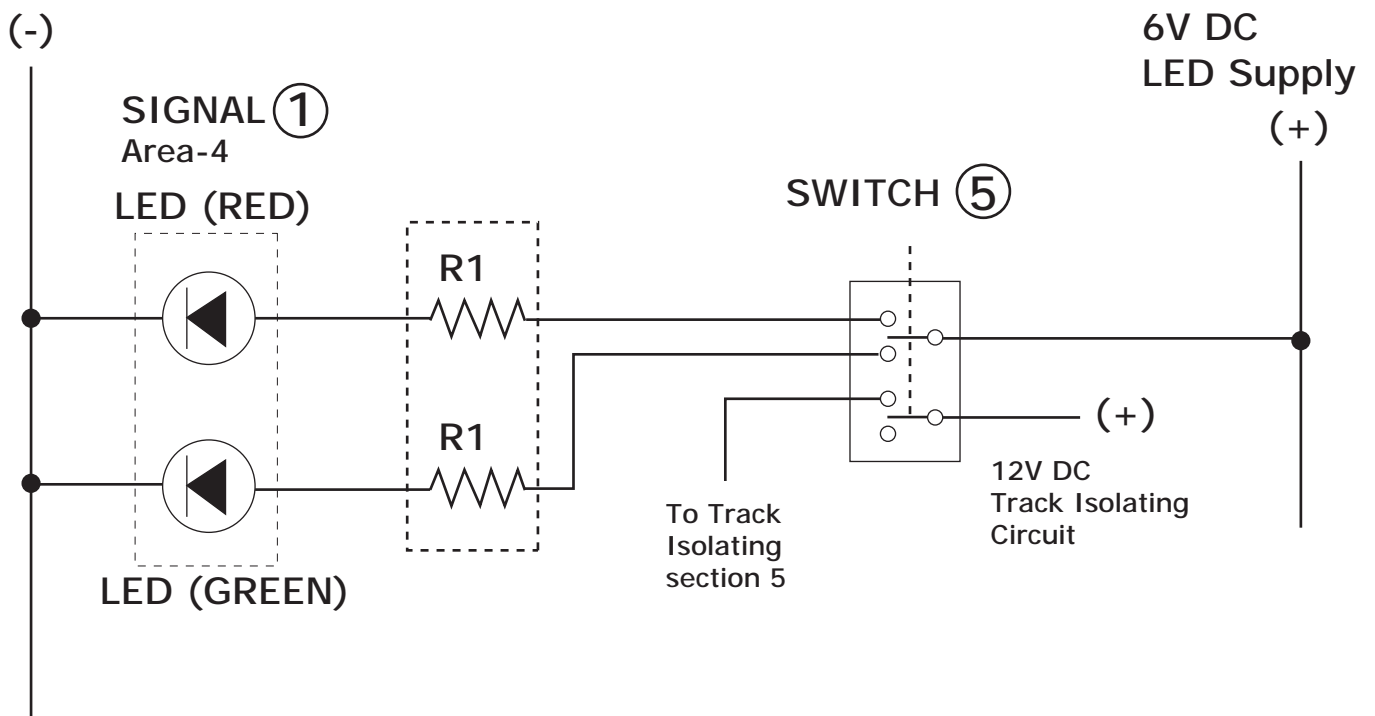 (-)
6V DC
LED Supply
(+)
SIGNAL 1
Area-4
LED (RED)
SWITCH 5
R1
R1
(+)
12V DC
Track Isolating
Circuit
To Track
Isolating
section 5
LED (GREEN)